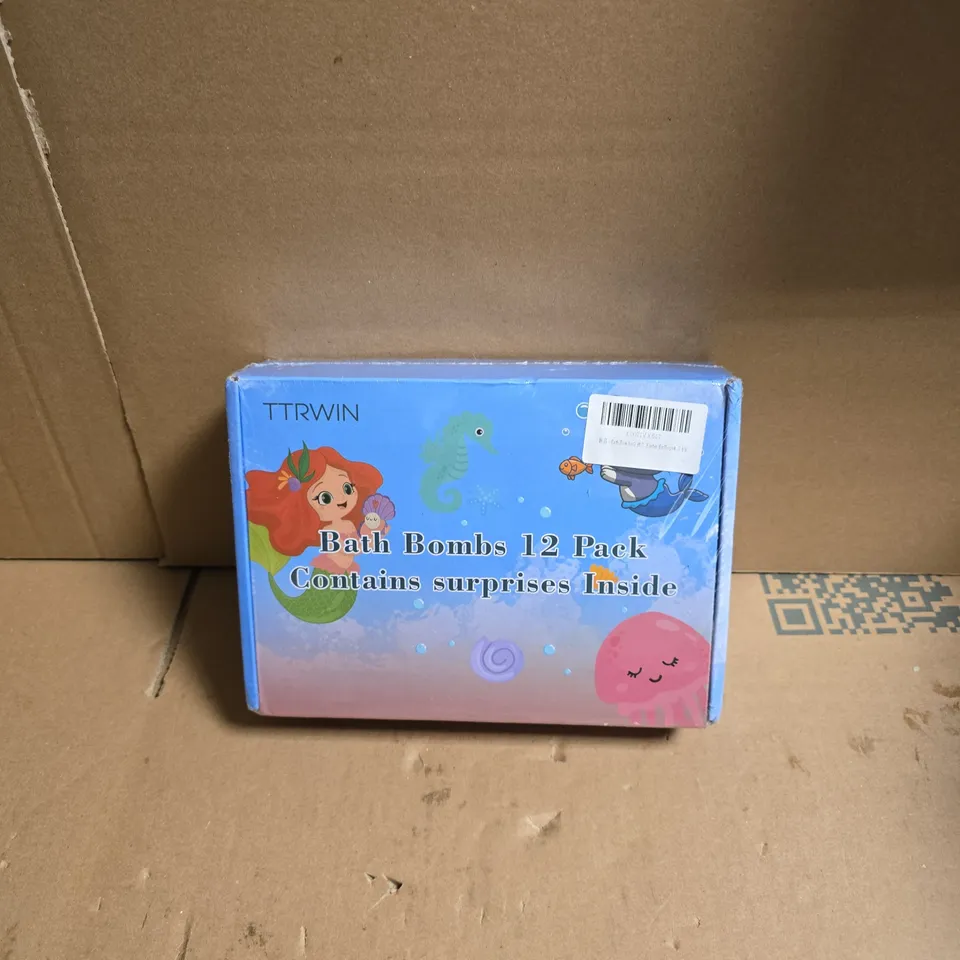 TTRWIN
Bath Bombs 12 Pack
Contains surprises Inside